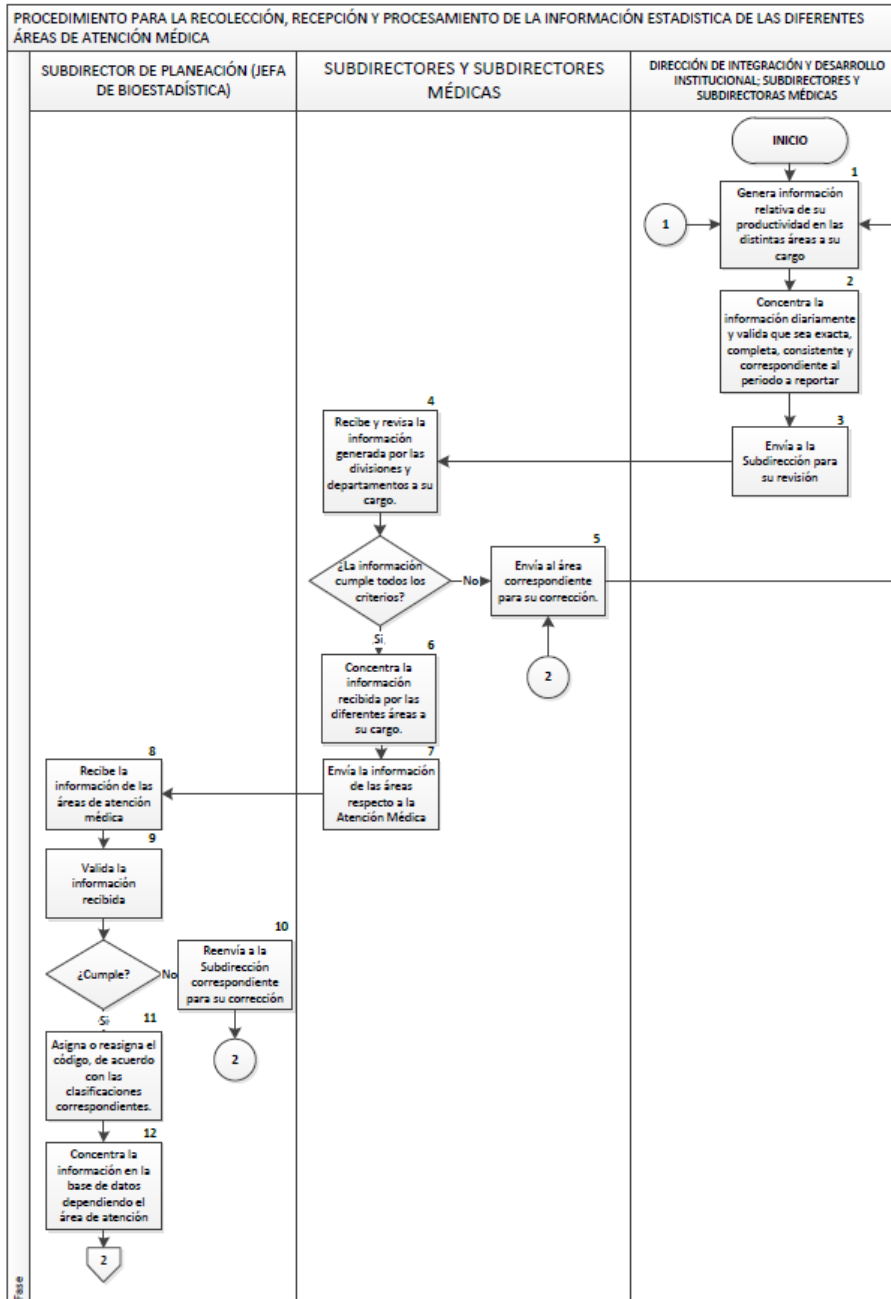 PROCEDIMIENTO PARA LA RECOLECCIÓN, RECEPCIÓN Y PROCESAMIENTO DE LA INFORMACIÓN ESTADISTICA DE LAS DIFERENTES
ÁREAS DE ATENCIÓN MÉDICA
SUBDIRECTOR DE PLANEACIÓN (JEFA
DE BIOESTADÍSTICA)
SUBDIRECTORES Y SUBDIRECTORES
MÉDICAS
DIRECCIÓN DE INTEGRACIÓN Y DESARROLLO
INSTITUCIONAL; SUBDIRECTORES Y
SUBDIRECTORAS MÉDICAS
INICIO
1
Genera información
relativa de su
productividad en las
distintas áreas a su
cargo
1
2
Concentra la
información diariamente
y valida que sea exacta,
completa, consistente y
correspondiente al
periodo a reportar
3
Envía a la
Subdirección para
su revisión
4
Recibe y revisa la
información
generada por las
divisiones y
departamentos a su
cargo.
¿La información
cumple todos los
criterios?
No
5
Envía al área
correspondiente
para su corrección.
2
Si
6
Concentra la
información
recibida por las
diferentes áreas a
su cargo.
7
Envía la información
de las áreas
respecto a la
Atención Médica
8
Recibe la
información de las
áreas de atención
médica
9
Valida la
información
recibida
¿Cumple?
No
10
Reenvía a la
Subdirección
correspondiente
para su corrección
2
Si
11
Asigna o reasigna el
código, de acuerdo
con las
clasificaciones
correspondientes.
12
Concentra la
información en la
base de datos
dependiendo el
área de atención
2
Fase